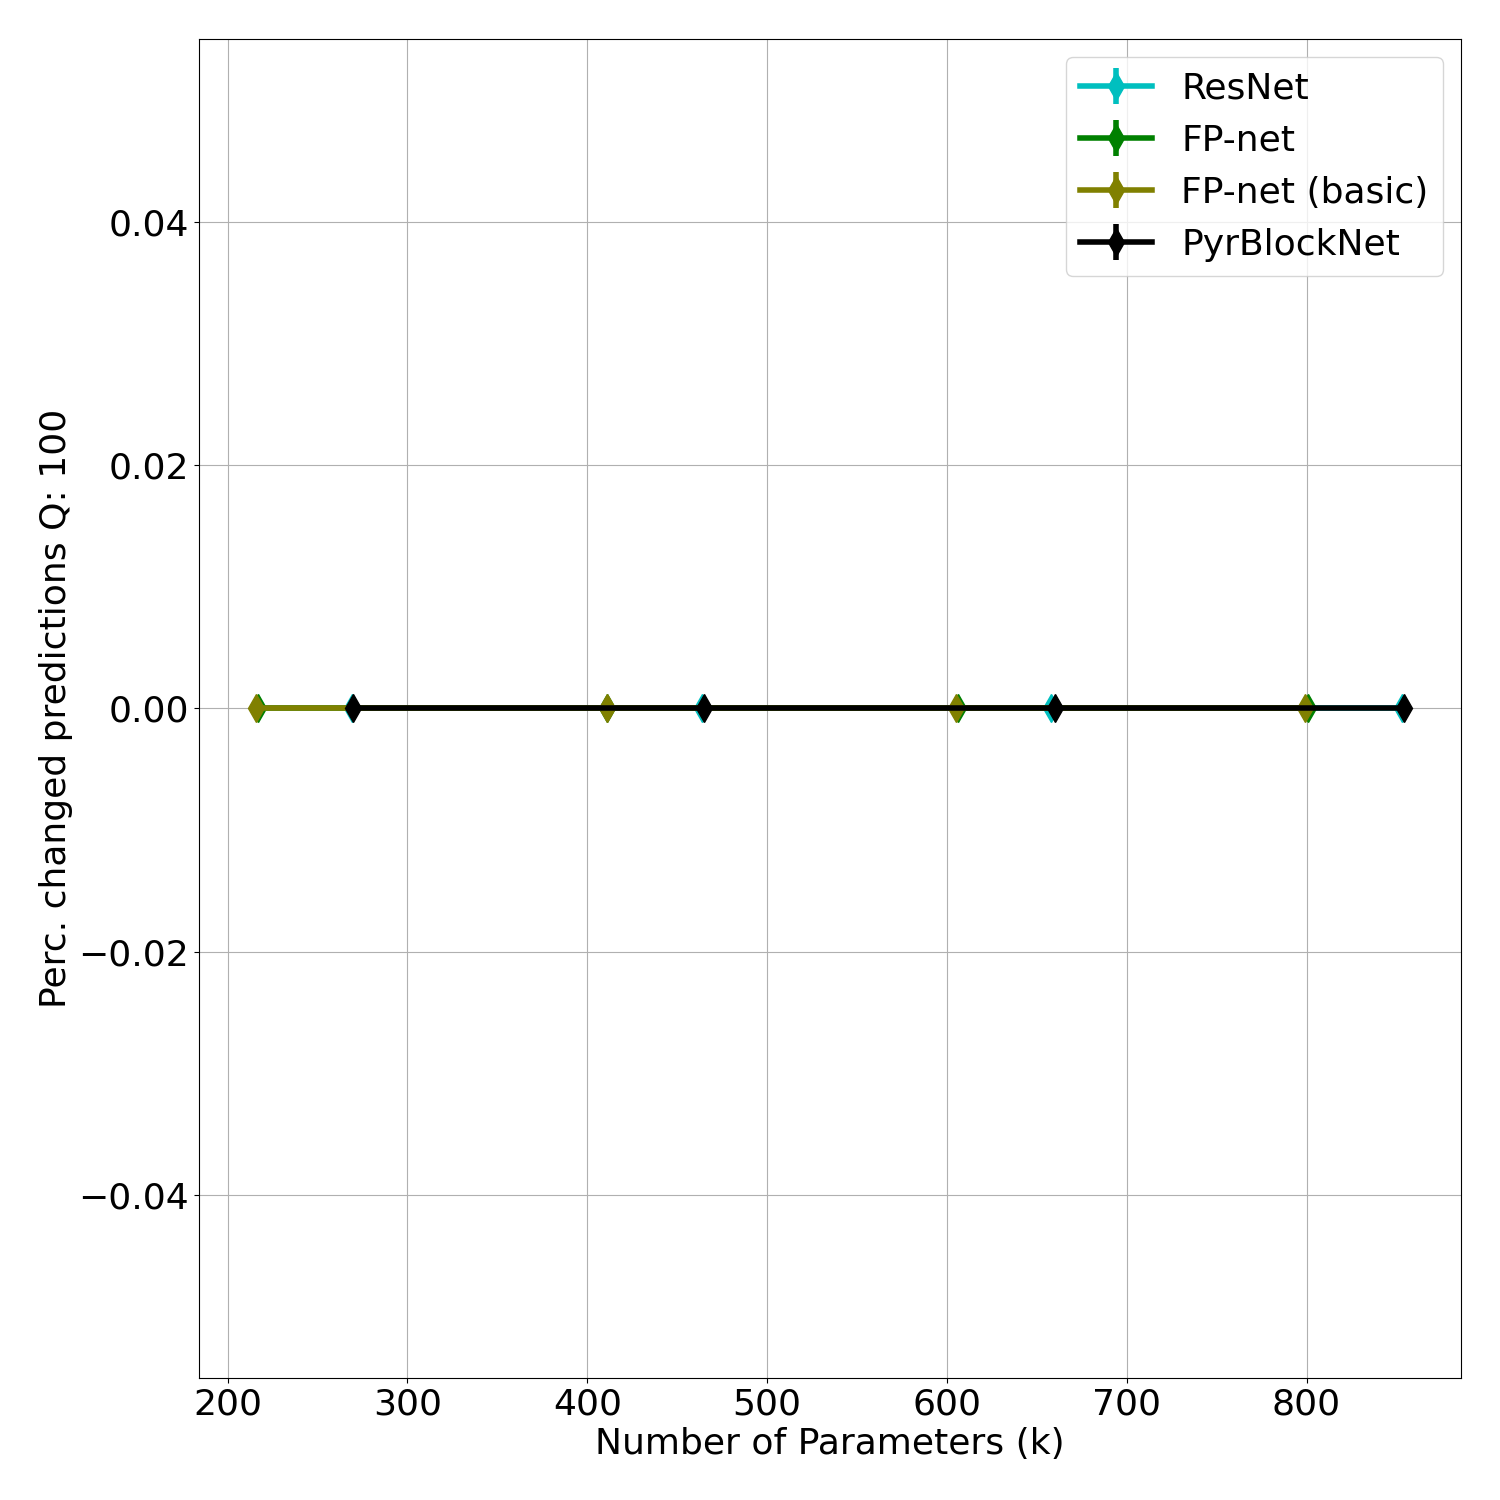 ResNet
FP-net
FP-net (basic)
PyrBlockNet
Perc. changed predictions Q: 100
0.04
0.02
0.00
−0.02
−0.04
200 300 400 500 600 700 800
Number of Parameters (k)